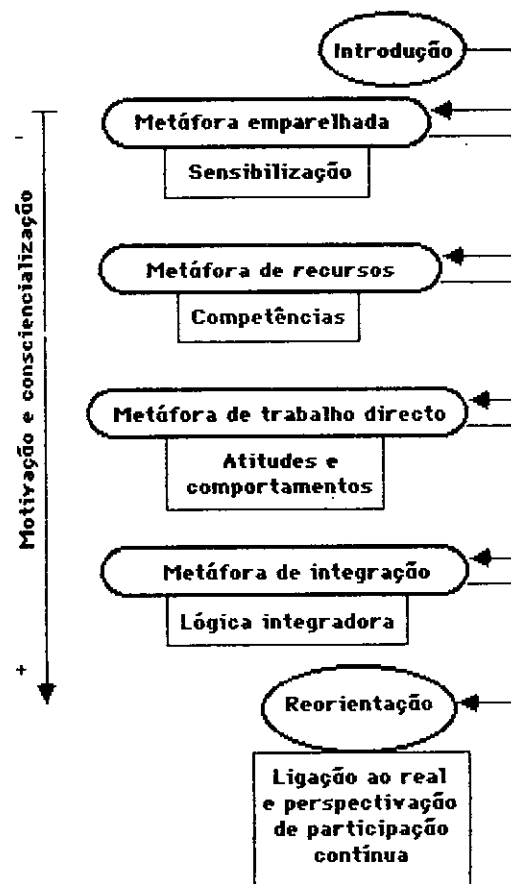 Introdução
Metáfora emparelhada
-
Sensibilização
Metáfora de recursos
Competências
Motivação e consciencialização
Metáfora de trabalho directo
Atitudes e
comportamentos
Metáfora de integração
Lógica integradora
+
Reorientação
Ligação ao real
e perspectivação
de participação
contínua